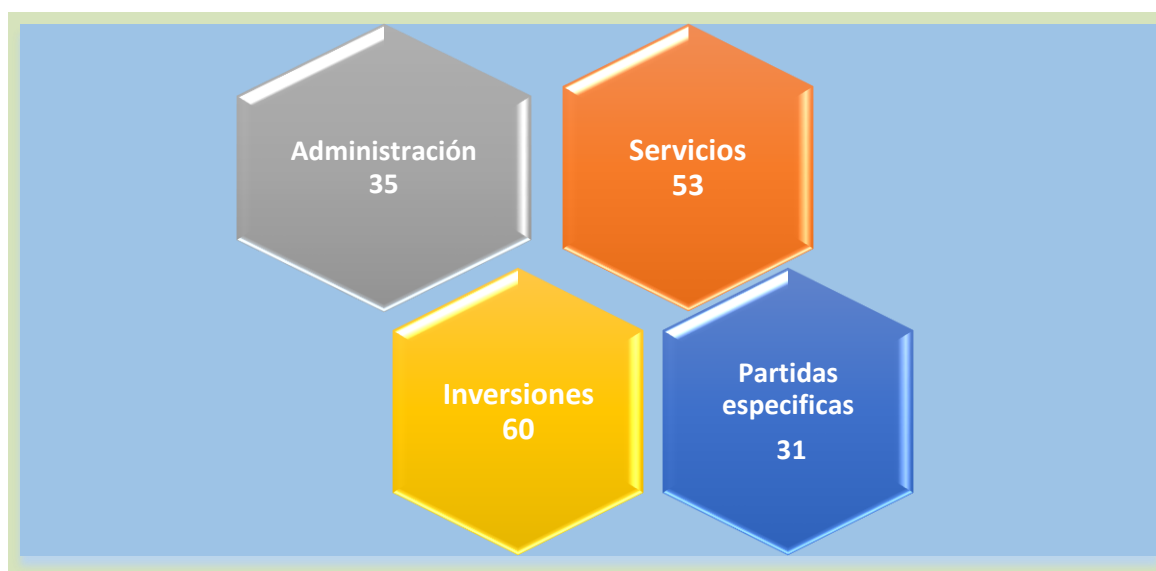 Administración
35
Servicios
53
Inversiones
60
Partidas
especificas
31